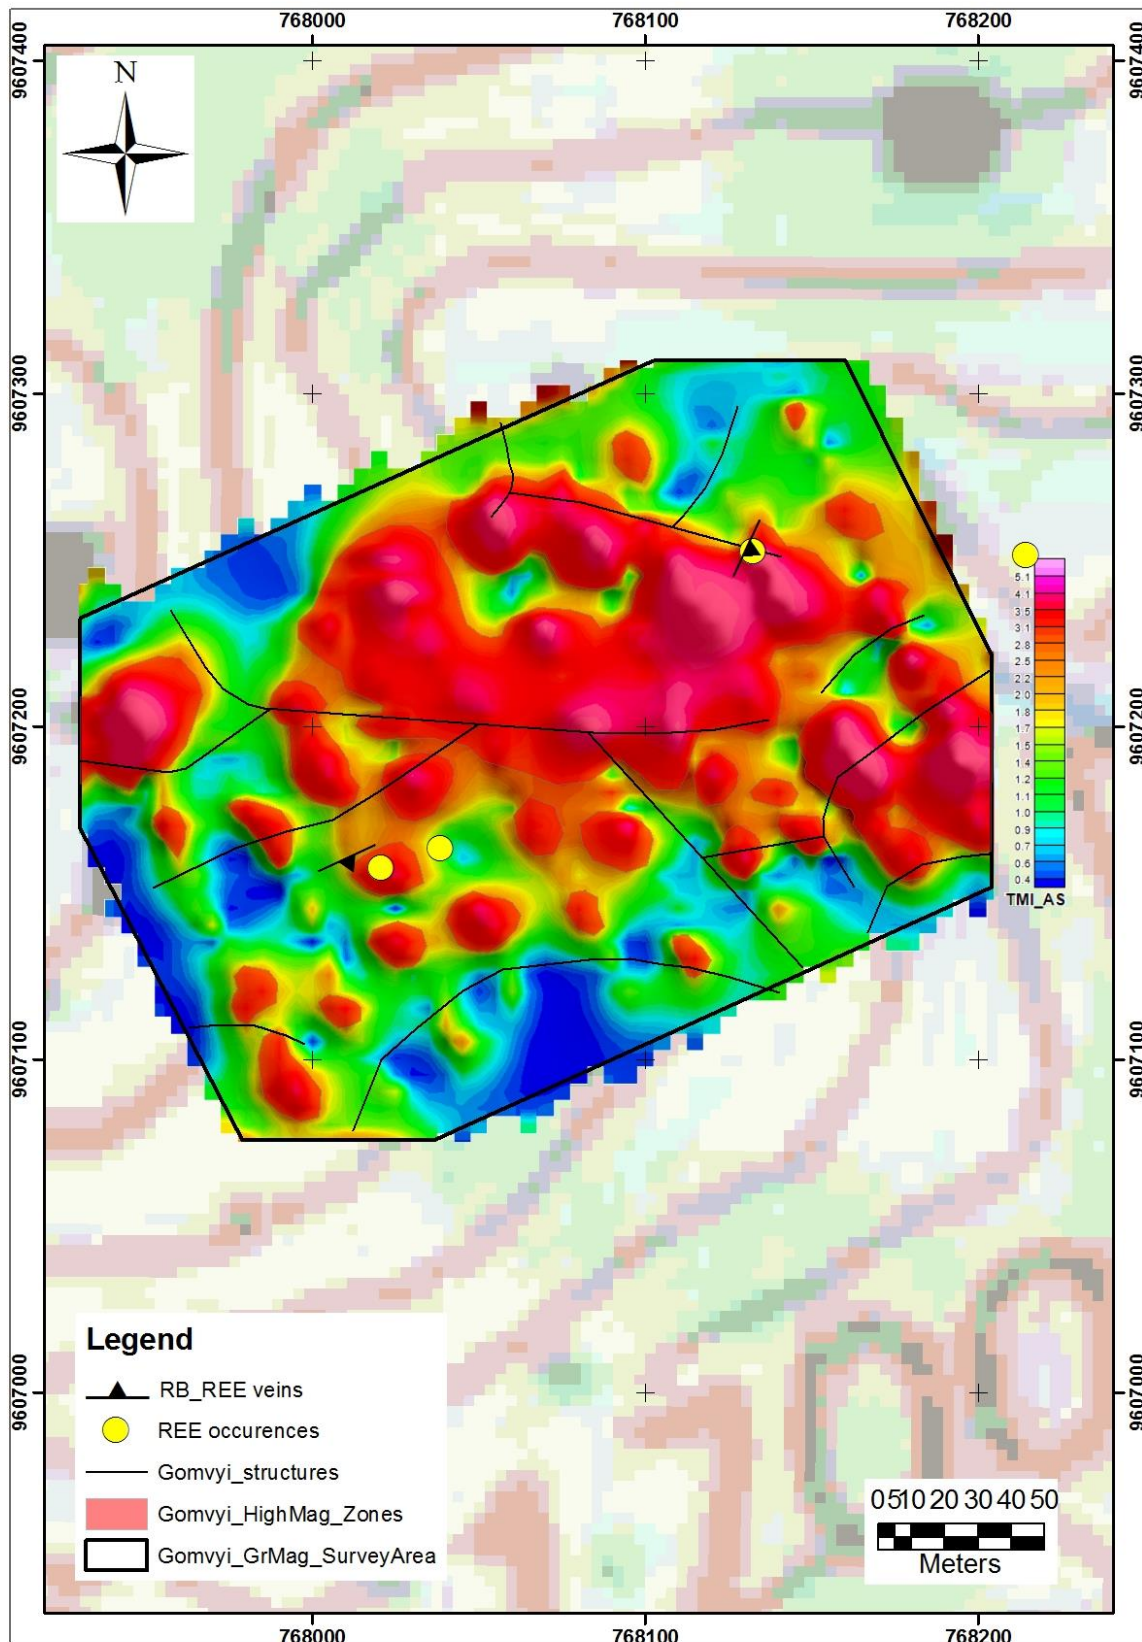 768000 768100 768200
9607400 9607400
N
9607300 9607300
5.1
4.1
3.5
3.1
2.8
2.5
2.2
2.0
1.8
1.7
1.5
1.4
1.2
1.1
1.0
0.9
0.7
0.6
0.4
TMI_AS
9607200 9607200
9607100 9607100
9607000 9607000
Legend
RB_REE veins
REE occurences
Gomvyi_structures
Gomvyi_HighMag_Zones
Gomvyi_GrMag_SurveyArea
0 5 10 20 30 40 50
Meters
768000 768100 768200